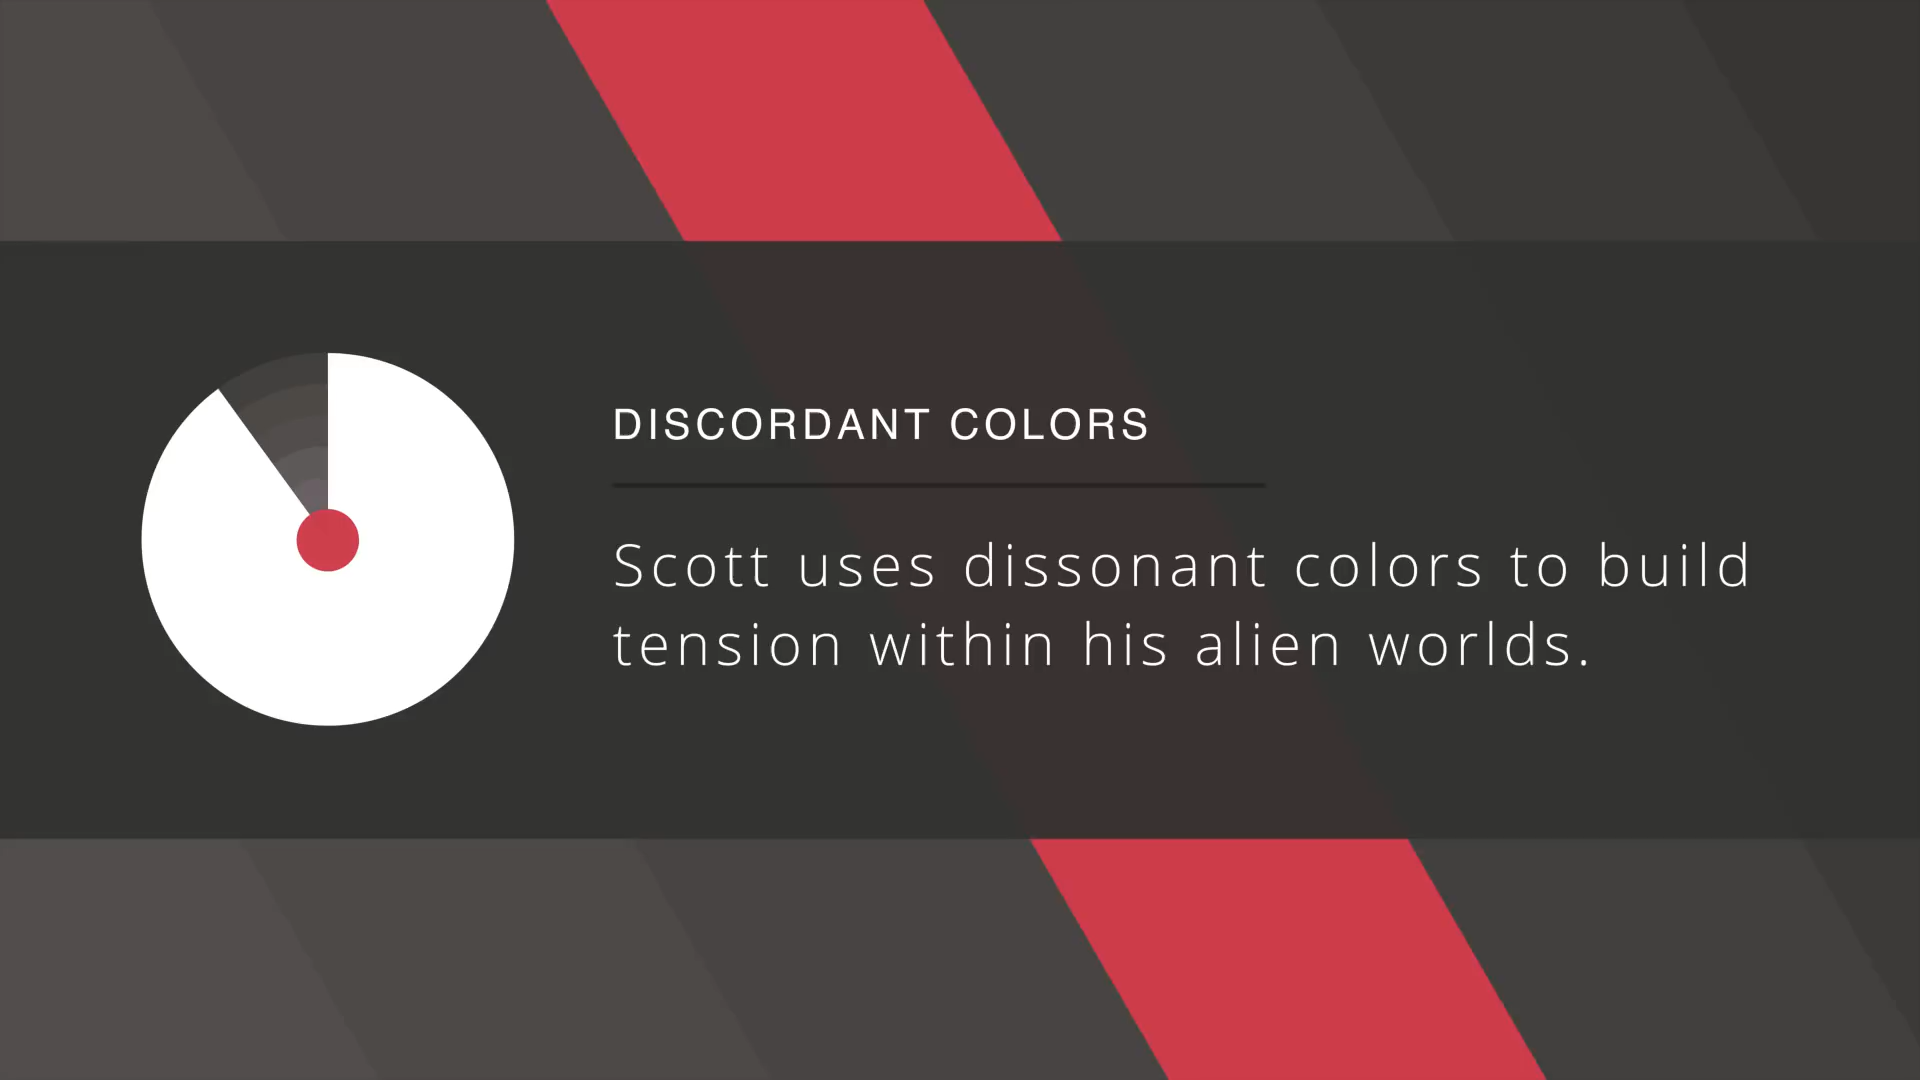 DISCORDANT COLORS
Scott uses dissonant colors to build
tension within his alien worlds.